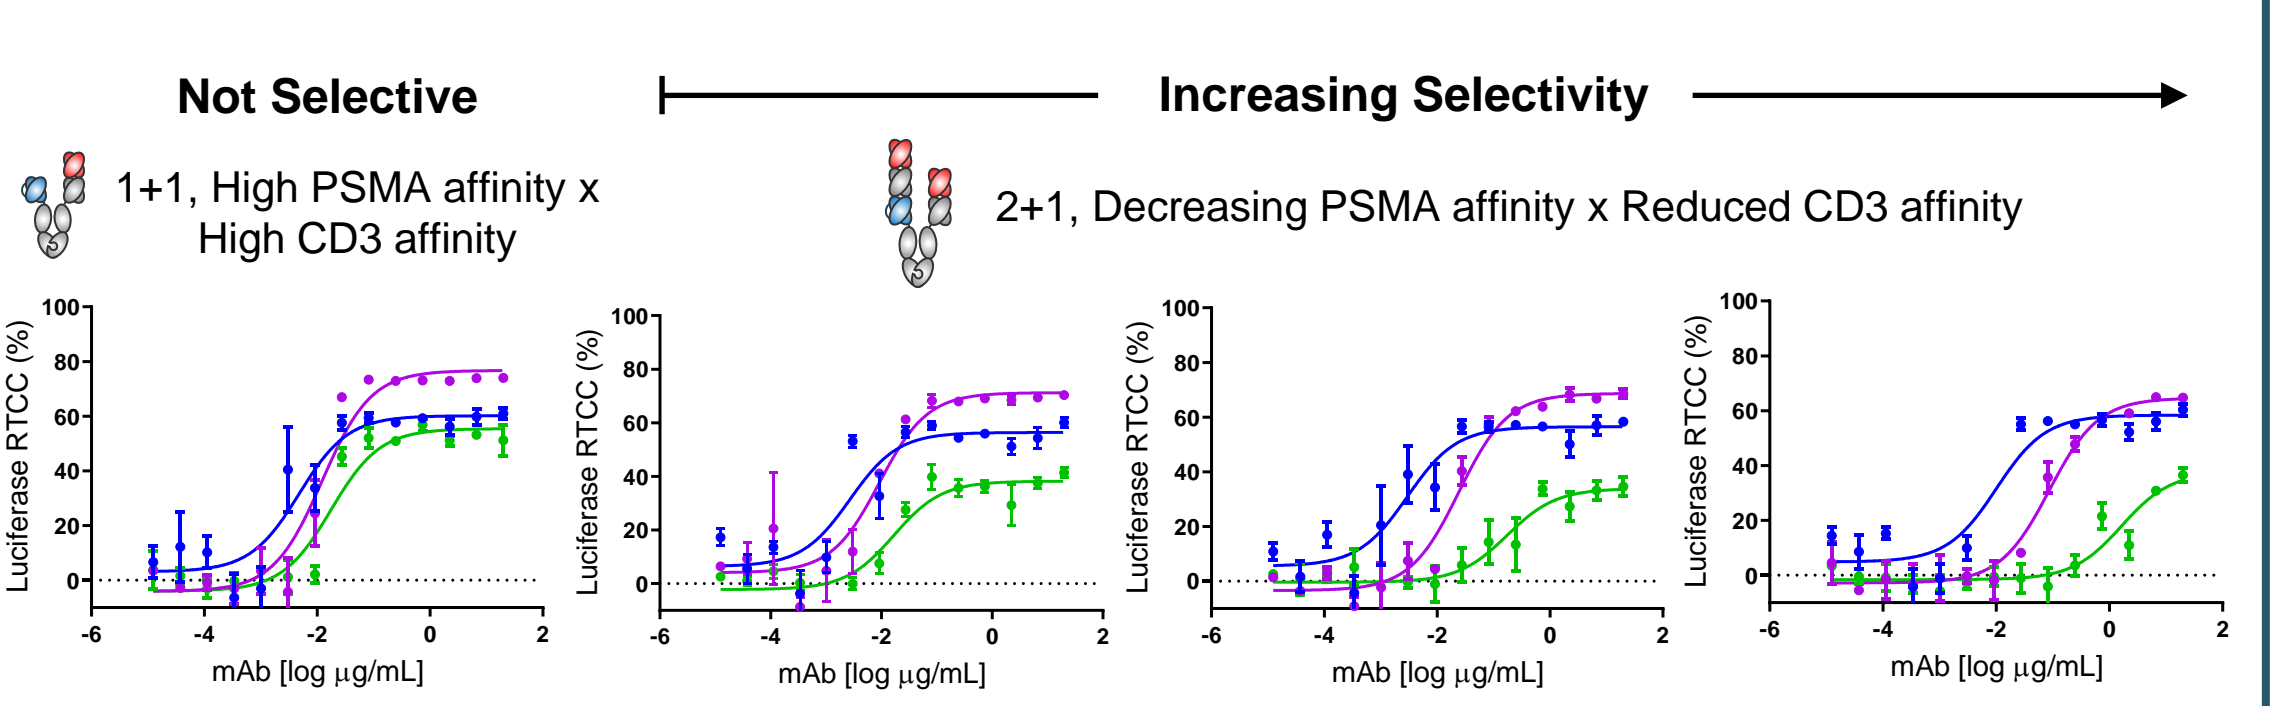 Not Selective
Increasing Selectivity
1+1, High PSMA affinity x
High CD3 affinity
2+1, Decreasing PSMA affinity x Reduced CD3 affinity
Luciferase RTCC (%)
100
80
60
40
20
0
-6 -4 -2 0 2
mAb [log µg/mL]
Luciferase RTCC (%)
100
80
60
40
20
0
-6 -4 -2 0 2
mAb [log µg/mL]
Luciferase RTCC (%)
100
80
60
40
20
0
-6 -4 -2 0 2
mAb [log µg/mL]
Luciferase RTCC (%)
100
80
60
40
20
0
-6 -4 -2 0 2
mAb [log µg/mL]